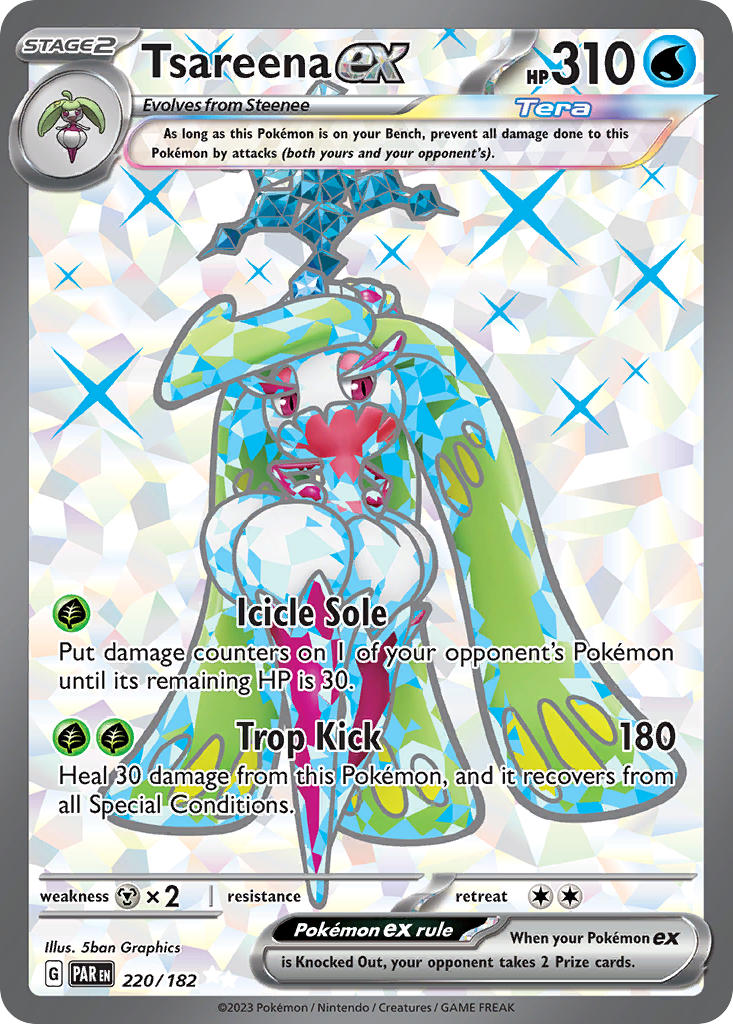 STAGE2
Tsareena ex
HP310
Evolves from Steenee
Tera
As long as this Pokémon is on your Bench, prevent all damage done to this
Pokémon by attacks (both yours and your opponent's).
Icicle Sole
Put damage counters on 1 of your opponent's Pokémon
until its remaining HP is 30.
Trop Kick 180
Heal 30 damage from this Pokémon, and it recovers from
all Special Conditions.
weakness ×2 resistance retreat
Illus. 5ban Graphics
Pokémon ex rule
When your Pokémon ex
is Knocked Out, your opponent takes 2 Prize cards.
G PAR EN 220/182
©2023 Pokémon / Nintendo / Creatures / GAME FREAK